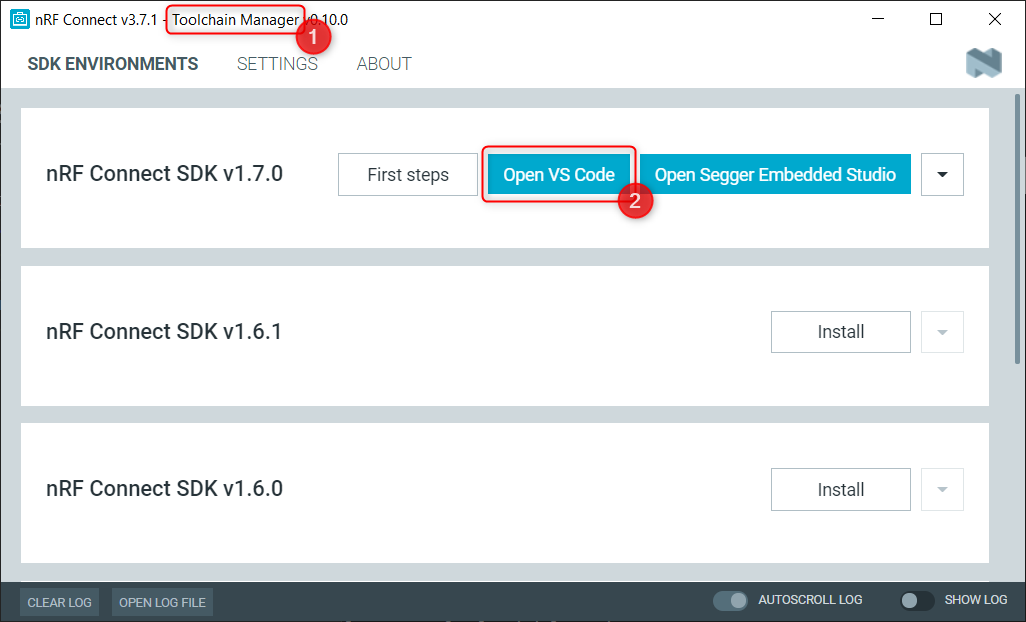 nRF Connect v3.7.1 - Toolchain Manager v0.10.0
1
SDK ENVIRONMENTS SETTINGS ABOUT
nRF Connect SDK v1.7.0 First steps Open VS Code Open Segger Embedded Studio
2
nRF Connect SDK v1.6.1 Install
nRF Connect SDK v1.6.0 Install
CLEAR LOG OPEN LOG FILE AUTOSCROLL LOG SHOW LOG